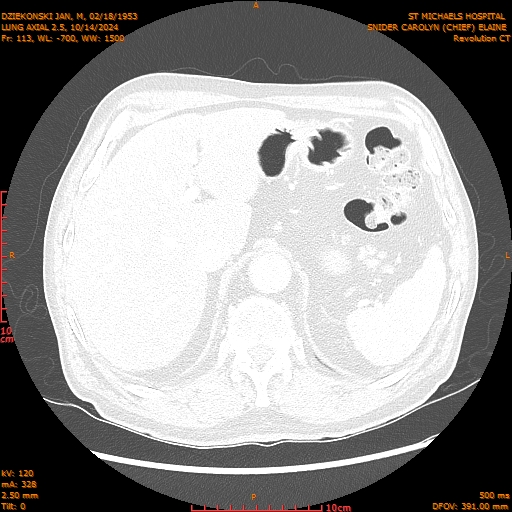 A
DZIEKONSKI JAN, M, 02/18/1953
LUNG AXIAL 2.5, 10/14/2024
Fr: 113, WL: -700, WW: 1500
ST MICHAELS HOSPITAL
SNIDER CAROLYN (CHIEF) ELAINE
Revolution CT
R
L
10
cm
kV: 120
mA: 328
2.50 mm
Tilt: 0
P
10cm
500 ms
DFOV: 391.00 mm